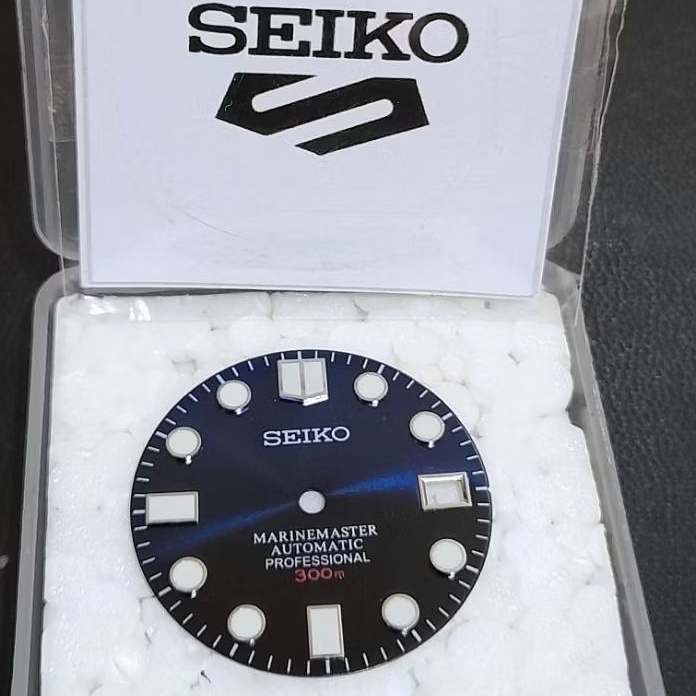 SEIKO
SEIKO
MARINEMASTER
AUTOMATIC
PROFESSIONAL
300m